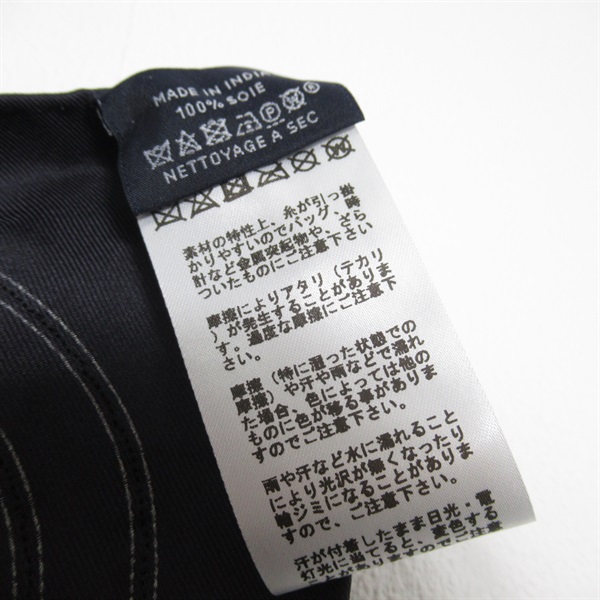 MADE IN INDIA
100% SOIE
P W
NETTOYAGE A SEC
W
素材の特性上、糸が引っ掛
かりやすいのでバッグ、時
計など金属突起物や、ざら
ついたものにご注意下さい
摩擦によりアタリ（テカリ
）が発生することがありま
す。過度な摩擦にご注意下
さい。
摩擦（特に湿った状態での
摩擦）や汗や雨などで濡れ
た場合、色によっては他の
ものに色が移る事がありま
すのでご注意下さい。
雨や汗など水に濡れること
により光沢が無くなったり
輪ジミになることがありま
すので、ご注意下さい。
汗が付着したまま日光・電
灯光に当てると、変色する